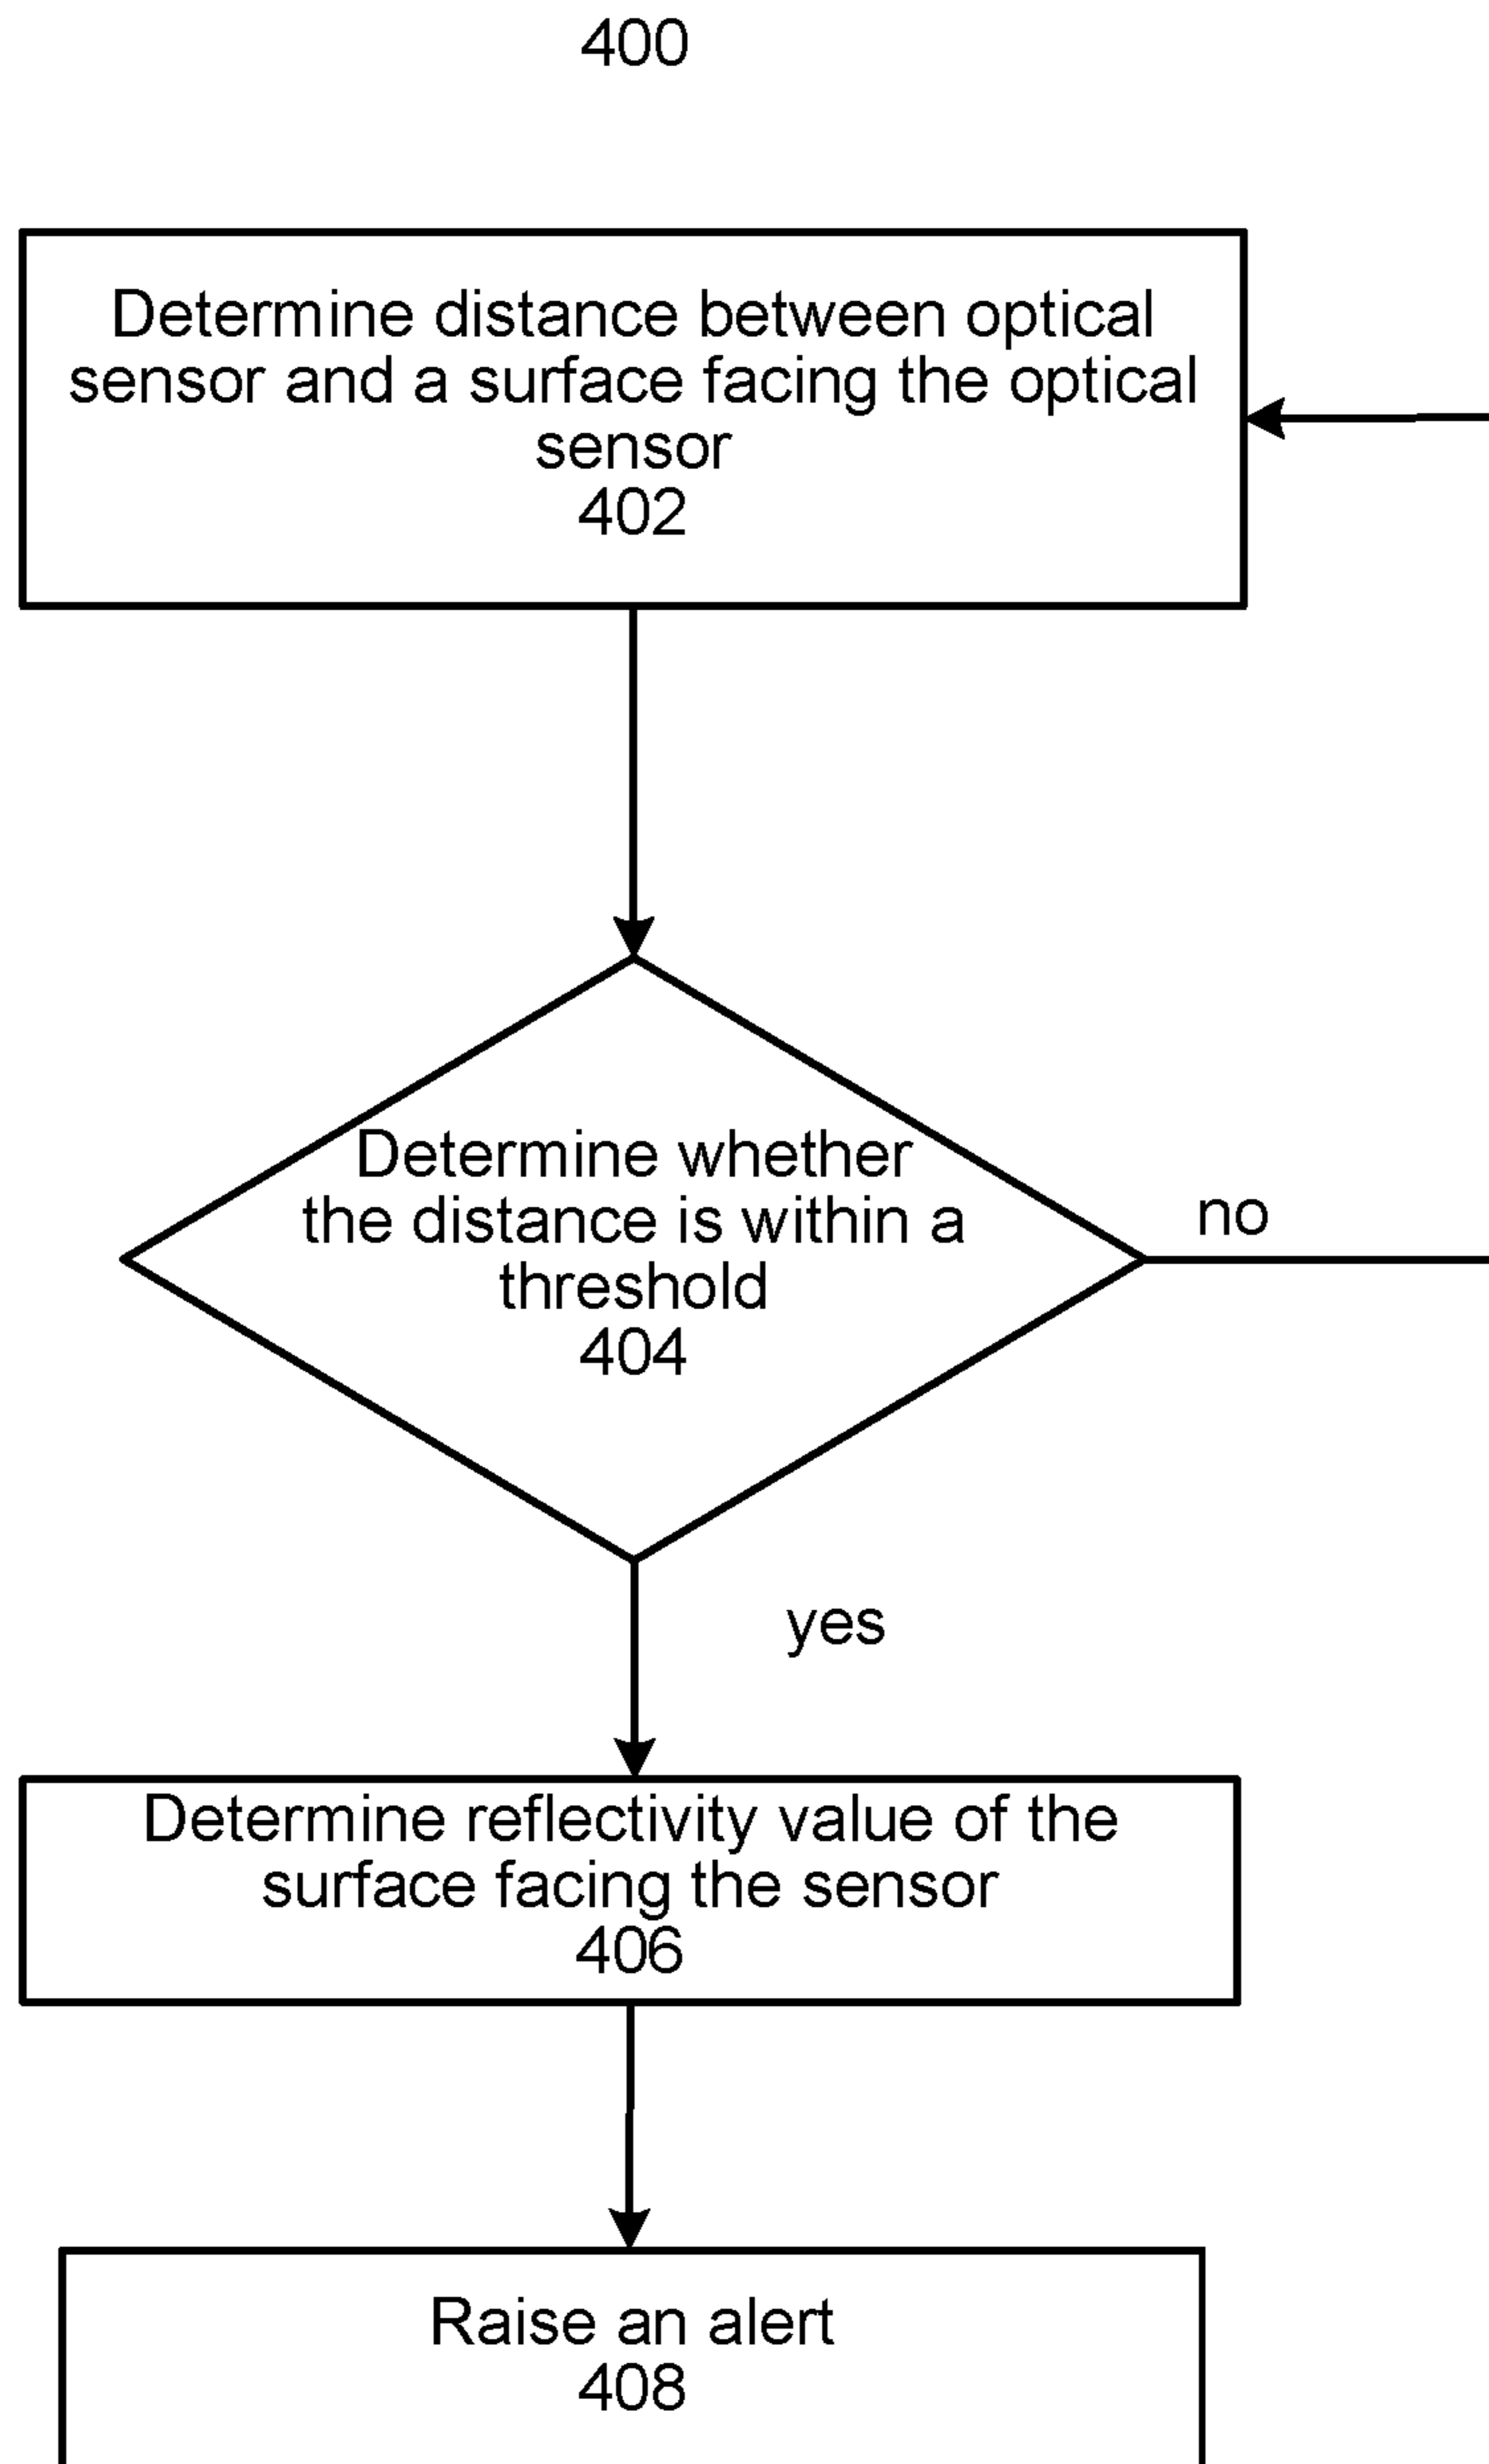 400
Determine distance between optical
sensor and a surface facing the optical
sensor
402
Determine whether
the distance is within a
threshold
404
no
yes
Determine reflectivity value of the
surface facing the sensor
406
Raise an alert
408